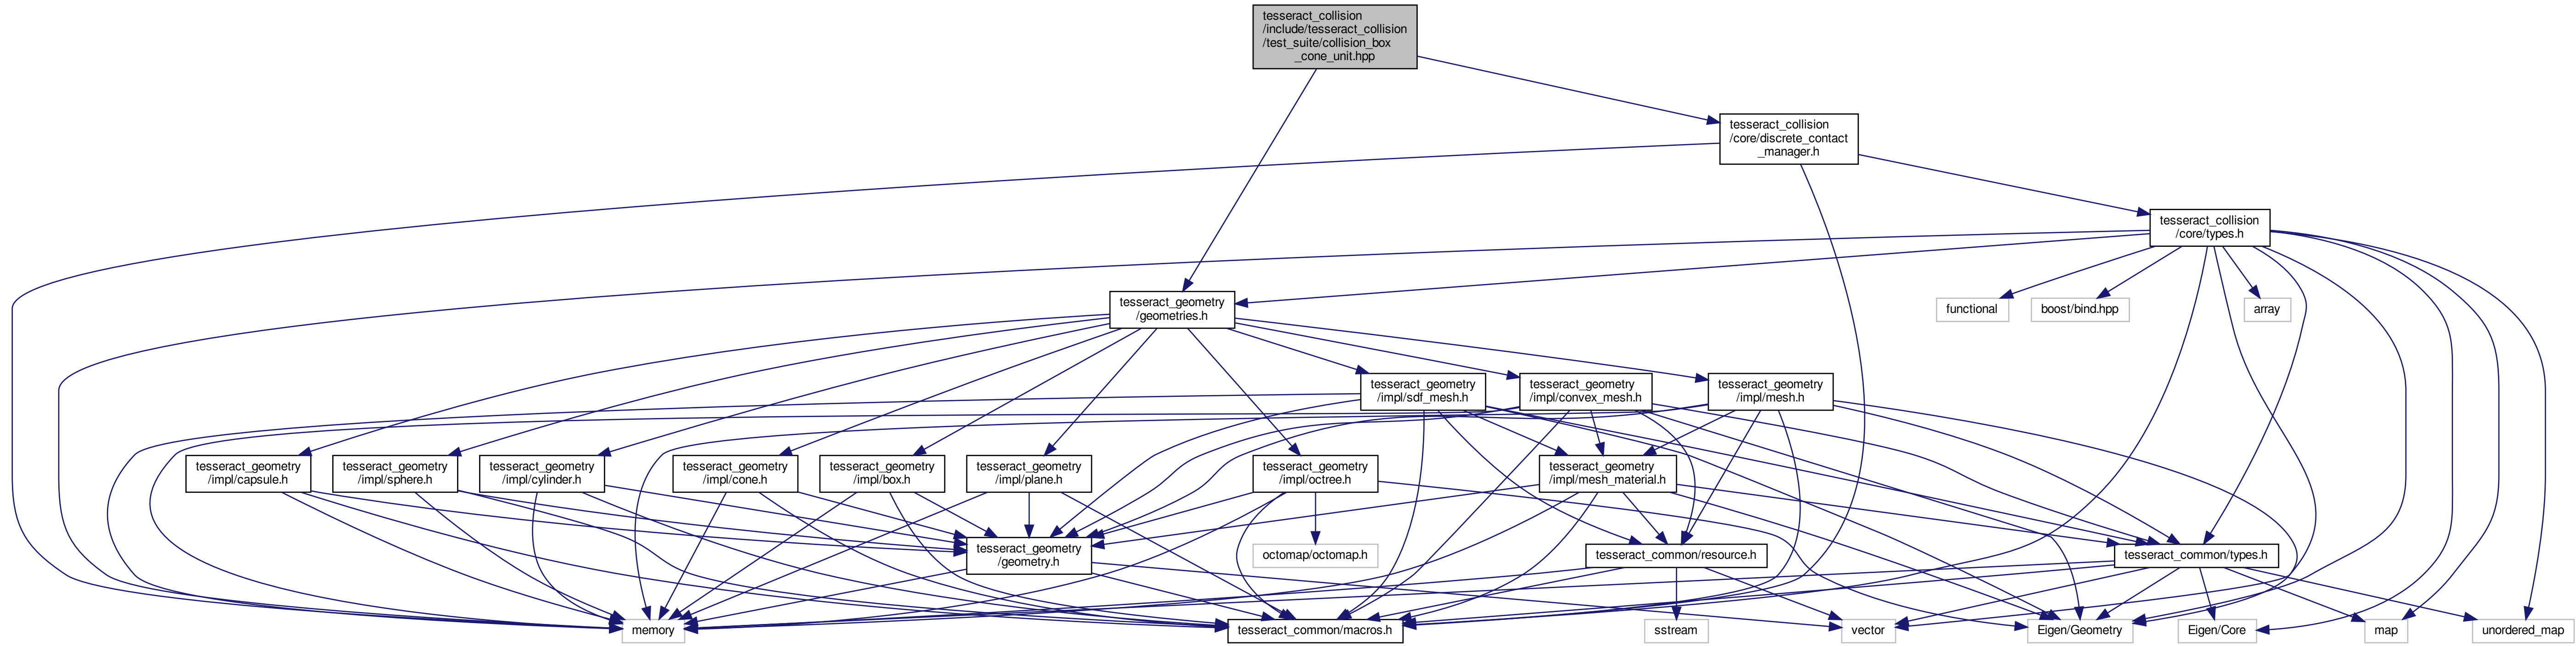 tesseract_collision
/include/tesseract_collision
/test_suite/collision_box
_cone_unit.hpp
tesseract_collision
/core/discrete_contact
_manager.h
tesseract_collision
/core/types.h
tesseract_geometry
/geometries.h
functional
boost/bind.hpp
array
tesseract_geometry
/impl/sdf_mesh.h
tesseract_geometry
/impl/convex_mesh.h
tesseract_geometry
/impl/mesh.h
tesseract_geometry
/impl/capsule.h
tesseract_geometry
/impl/sphere.h
tesseract_geometry
/impl/cylinder.h
tesseract_geometry
/impl/cone.h
tesseract_geometry
/impl/box.h
tesseract_geometry
/impl/plane.h
tesseract_geometry
/impl/octree.h
tesseract_geometry
/impl/mesh_material.h
tesseract_geometry
/geometry.h
octomap/octomap.h
tesseract_common/resource.h
tesseract_common/types.h
memory
tesseract_common/macros.h
sstream
vector
Eigen/Geometry
Eigen/Core
map
unordered_map